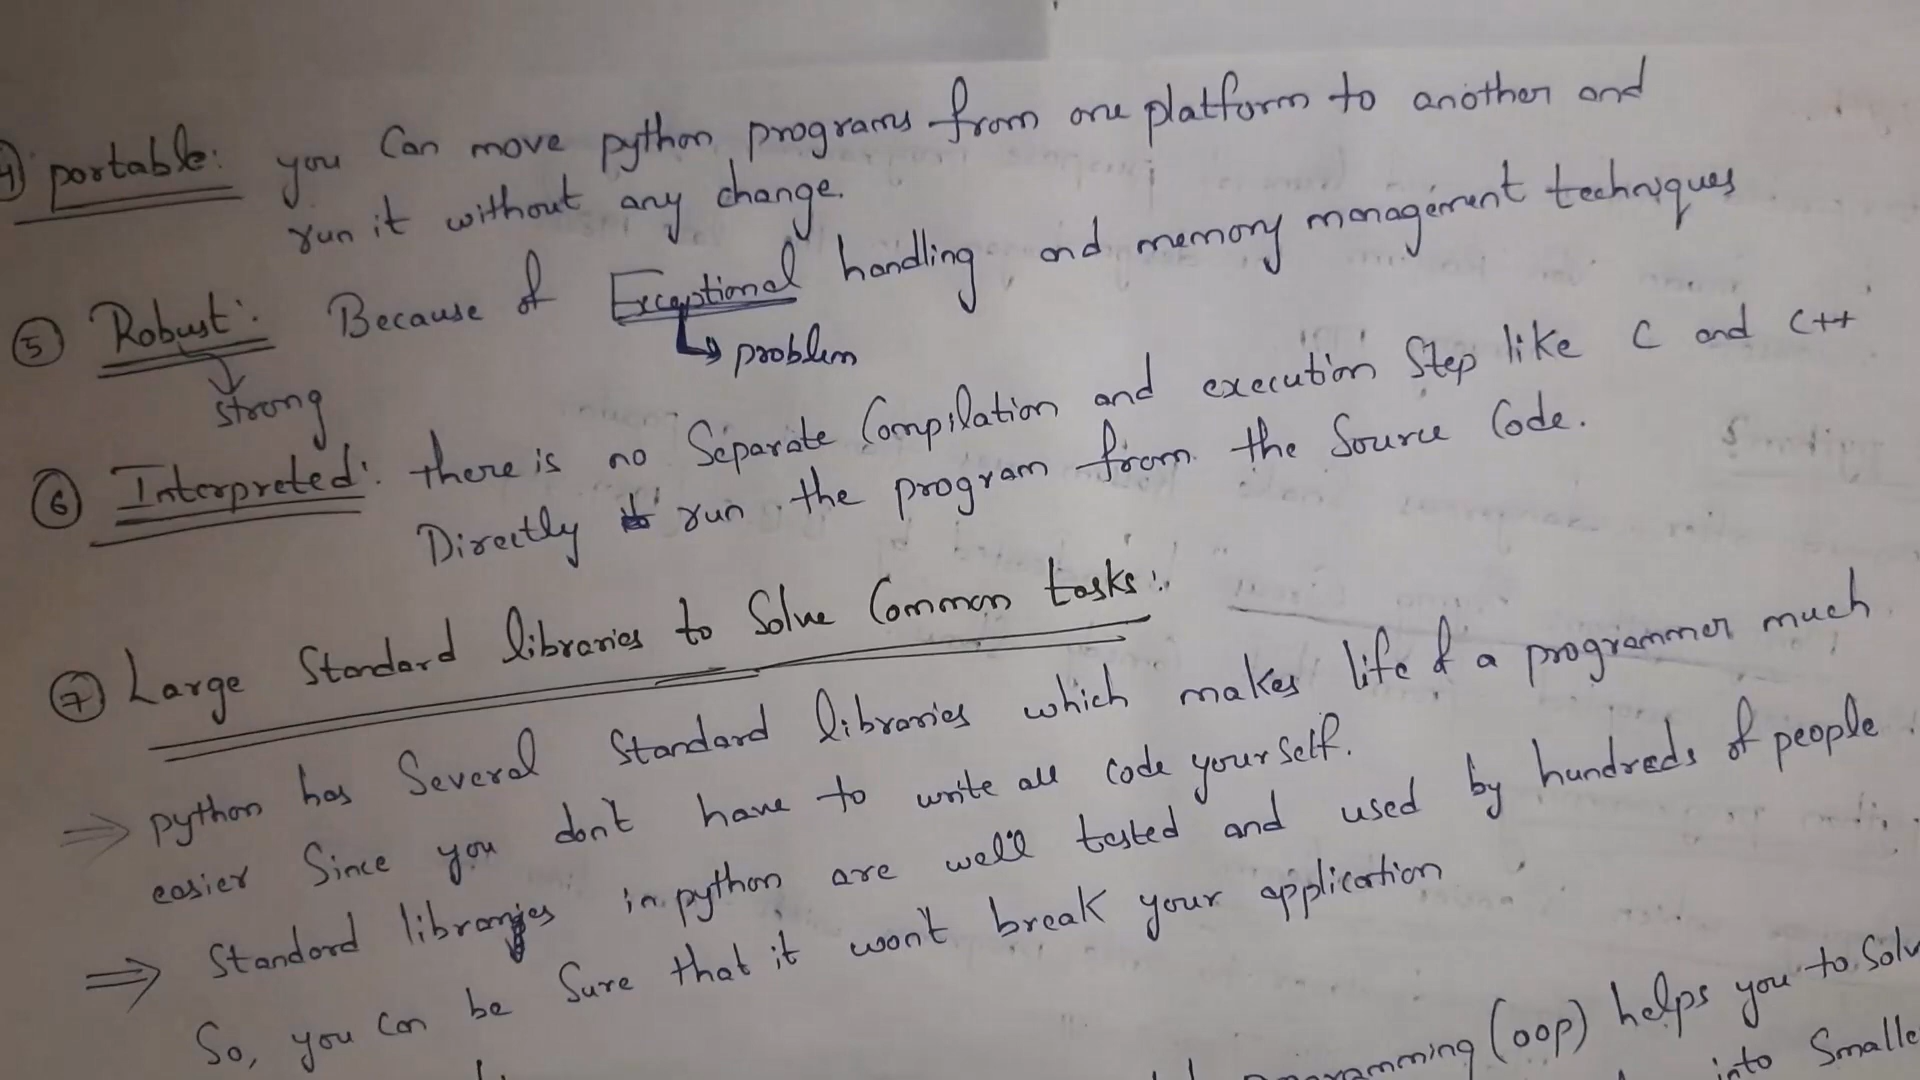 4) portable: you Can move python programs from one platform to another and
run it without any change.
5 Robust: Because of Exceptional handling and memory management techniques
problem
strong
6 Interpreted: there is no Separate Compilation and execution Step like C and C++
Directly run the program from the Source Code.
7 Large Standard libraries to Solve Common tasks:
⇒ python has Several Standard libraries which makes life of a programmer much
easier Since you don't have to write all code yourself.
⇒ Standard libraries in python are well tested and used by hundreds of people.
So, you can be Sure that it won't break your application
programming (OOP) helps you to Solv
into Smalle